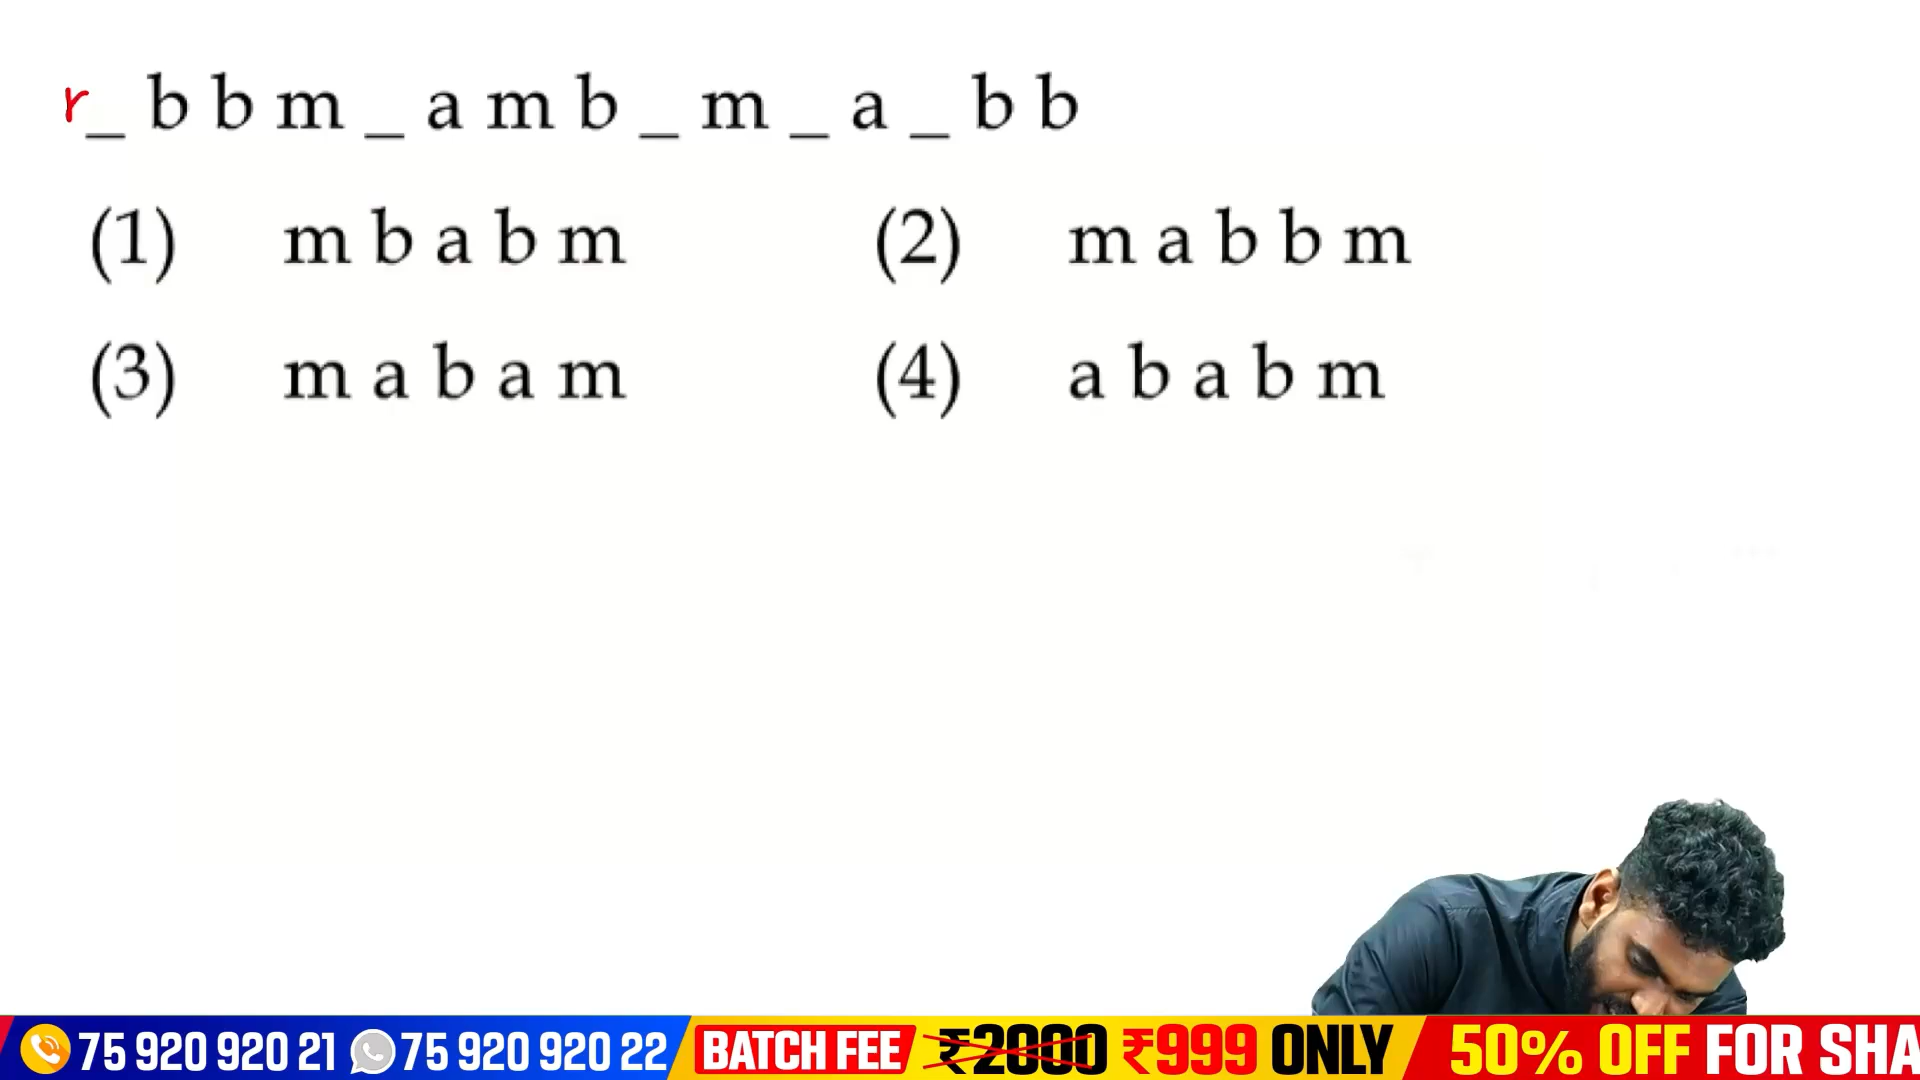 r_ b b m _ a m b _ m _ a _ b b
(1) m b a b m (2) m a b b m
(3) m a b a m (4) a b a b m
75 920 920 21 75 920 920 22 BATCH FEE ₹2000 ₹999 ONLY 50% OFF FOR SHA